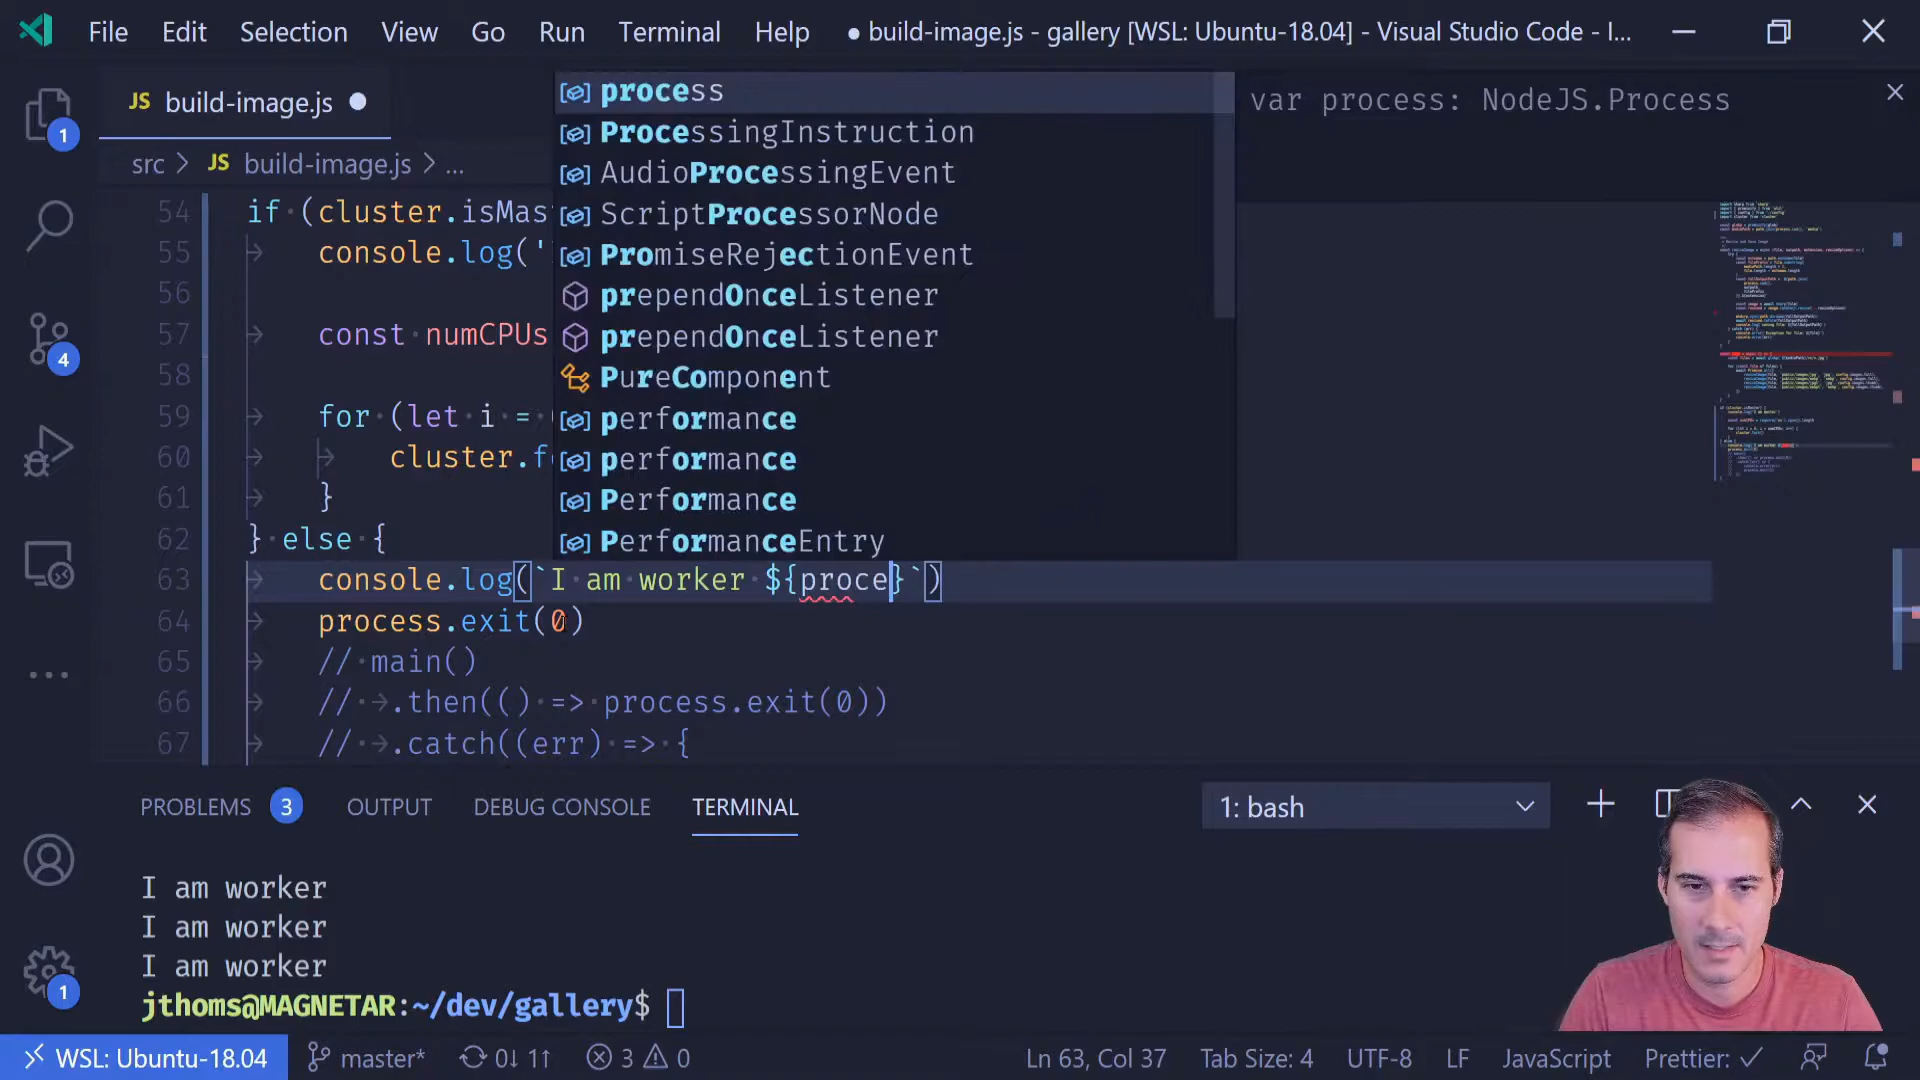 File Edit Selection View Go Run Terminal Help ● build-image.js - gallery [WSL: Ubuntu-18.04] - Visual Studio Code - I...
JS build-image.js ●
src > JS build-image.js > ...
process
ProcessingInstruction
AudioProcessingEvent
ScriptProcessorNode
PromiseRejectionEvent
prependOnceListener
prependOnceListener
PureComponent
performance
performance
Performance
PerformanceEntry
var process: NodeJS.Process
54 if (cluster.isMas
55 console.log('
56
57 const numCPUs
58
59 for (let i =
60 cluster.f
61 }
62 } else {
63 console.log(`I am worker ${proce}`)
64 process.exit(0)
65 // main()
66 // .then(() => process.exit(0))
67 // .catch((err) => {
1
4
1
PROBLEMS 3 OUTPUT DEBUG CONSOLE TERMINAL 1: bash
I am worker
I am worker
I am worker
jthoms@MAGNETAR:~/dev/gallery$
WSL: Ubuntu-18.04 master* 0↓ 1↑ 3 0 Ln 63, Col 37 Tab Size: 4 UTF-8 LF JavaScript Prettier: ✓